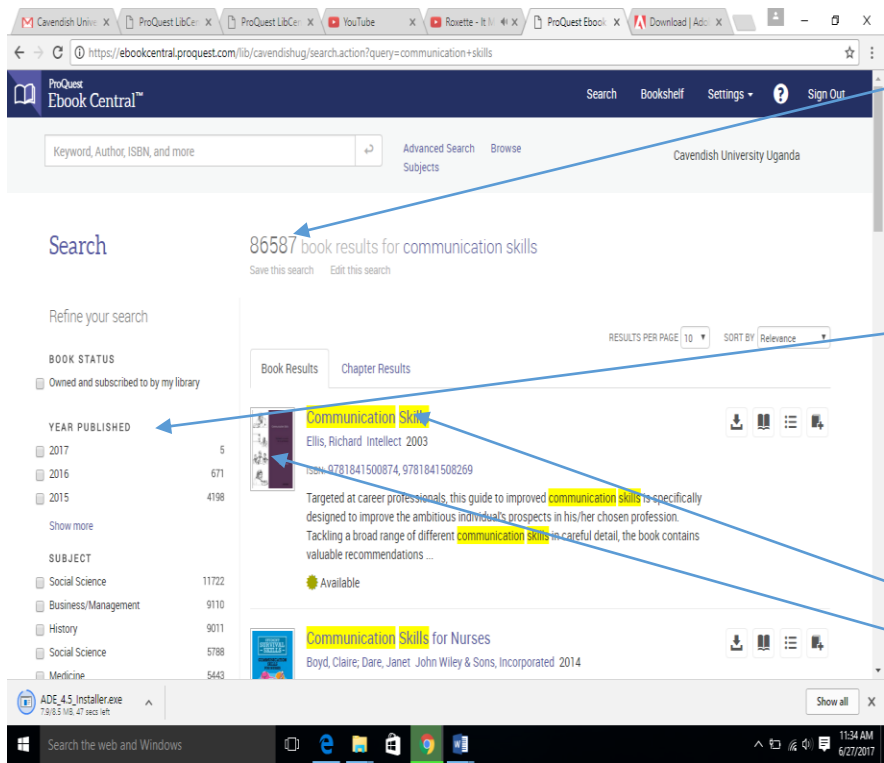 Cavendish Unive
ProQuest LibCe
ProQuest LibCer
YouTube
Roxette - It M
ProQuest Ebook
Download | Ado
https://ebookcentral.proquest.com/lib/cavendishug/search.action?query=communication+skills
ProQuest
Ebook Central™
Search
Bookshelf
Settings
?
Sign Out
Keyword, Author, ISBN, and more
Advanced Search Browse
Subjects
Cavendish University Uganda
Search
86587 book results for communication skills
Save this search Edit this search
Refine your search
RESULTS PER PAGE 10 SORT BY Relevance
BOOK STATUS
Owned and subscribed to by my library
YEAR PUBLISHED
2017 5
2016 671
2015 4198
Show more
SUBJECT
Social Science 11722
Business/Management 9110
History 9011
Social Science 5788
Medicine 5443
Book Results Chapter Results
Communication Skills
Ellis, Richard Intellect 2003
ISBN: 9781841500874, 9781841508269
Targeted at career professionals, this guide to improved communication skills is specifically
designed to improve the ambitious individual's prospects in his/her chosen profession.
Tackling a broad range of different communication skills in careful detail, the book contains
valuable recommendations ...
Available
Communication Skills for Nurses
Boyd, Claire; Dare, Janet John Wiley & Sons, Incorporated 2014
ADE_4.5_Installer.exe
7.9/8.5 MB, 47 secs left
Show all
Search the web and Windows
11:34 AM
6/27/2017